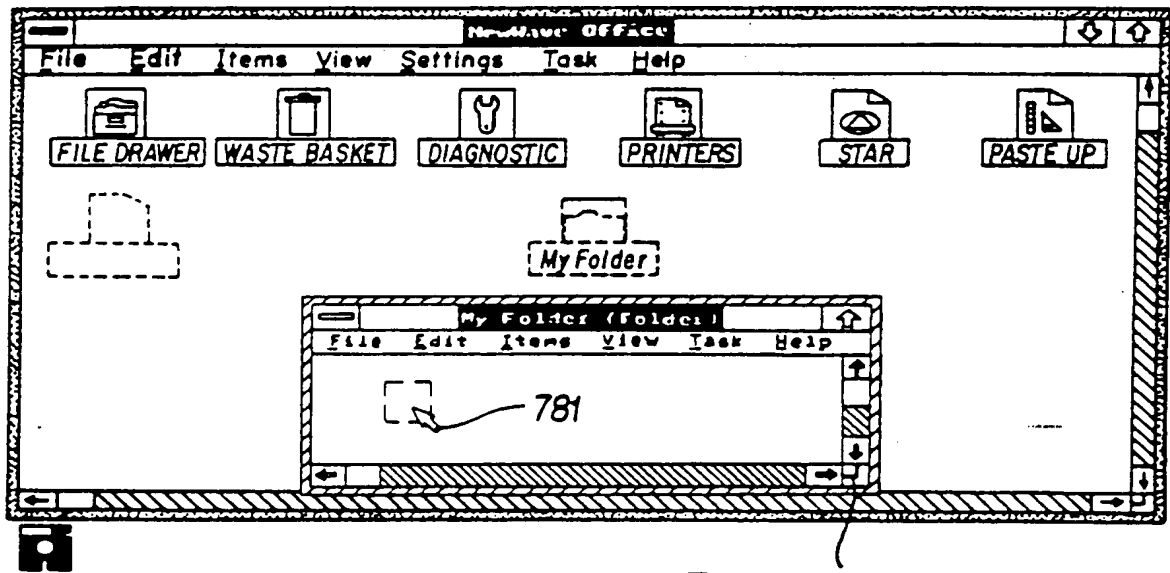 NewWave Office
File Edit Items View Settings Task Help
FILE DRAWER WASTE BASKET DIAGNOSTIC PRINTERS STAR PASTE UP
My Folder
My Folder (Folder)
File Edit Items View Task Help
781